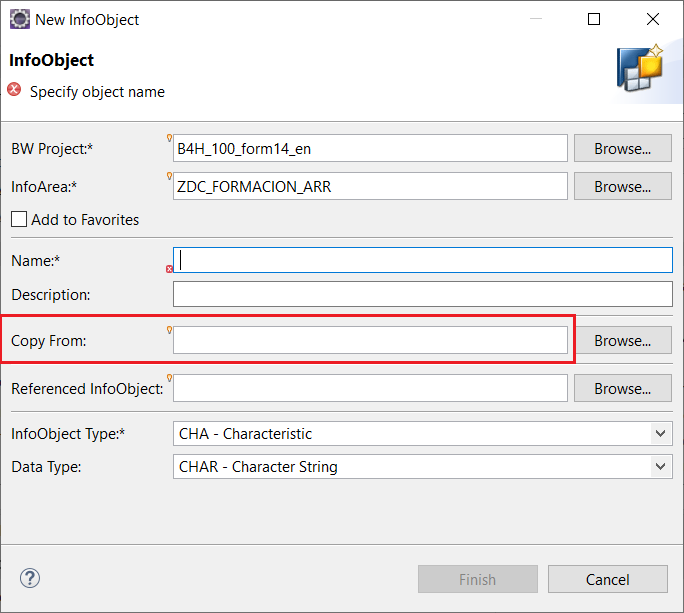 New InfoObject
InfoObject
Specify object name
BW Project:* B4H_100_form14_en Browse...
InfoArea:* ZDC_FORMACION_ARR Browse...
Add to Favorites
Name:*
Description:
Copy From: Browse...
Referenced InfoObject: Browse...
InfoObject Type:* CHA - Characteristic
Data Type: CHAR - Character String
? Finish Cancel